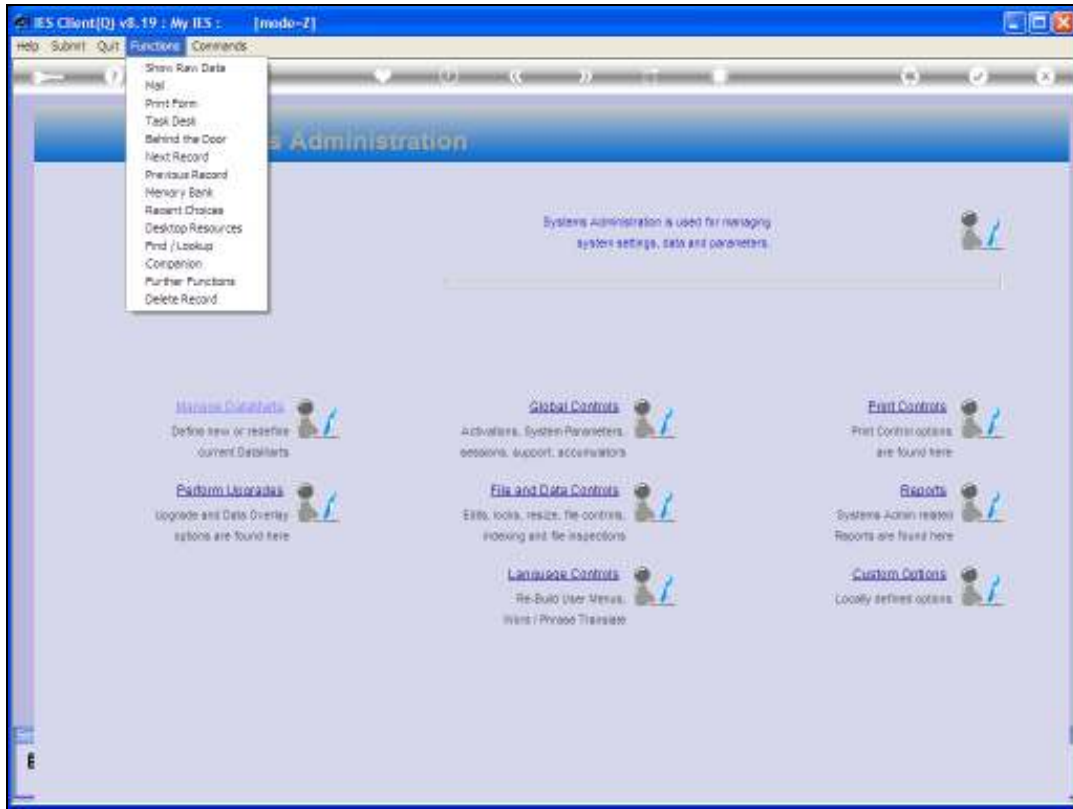 IES Client(Q) v8.19 : My IES : [mode=Z]
Help Submit Quit Functions Commands
Show Raw Data
Mail
Print Form
Task Desk
Behind the Door
Next Record
Previous Record
Memory Bank
Recent Choices
Desktop Resources
Find / Lookup
Companion
Further Functions
Delete Record
s Administration
Systems Administration is used for managing
system settings, data and parameters.
Manage DataMarts
Define new or redefine
current DataMarts
Global Controls
Activations, System Parameters,
sessions, support, accumulators
Print Controls
Print Control options
are found here
Perform Upgrades
Upgrade and Data Overlay
options are found here
File and Data Controls
Edits, locks, resize, file controls,
indexing and file inspections
Reports
Systems Admin related
Reports are found here
Language Controls
Re-Build User Menus,
Word / Phrase Translate
Custom Options
Locally defined options